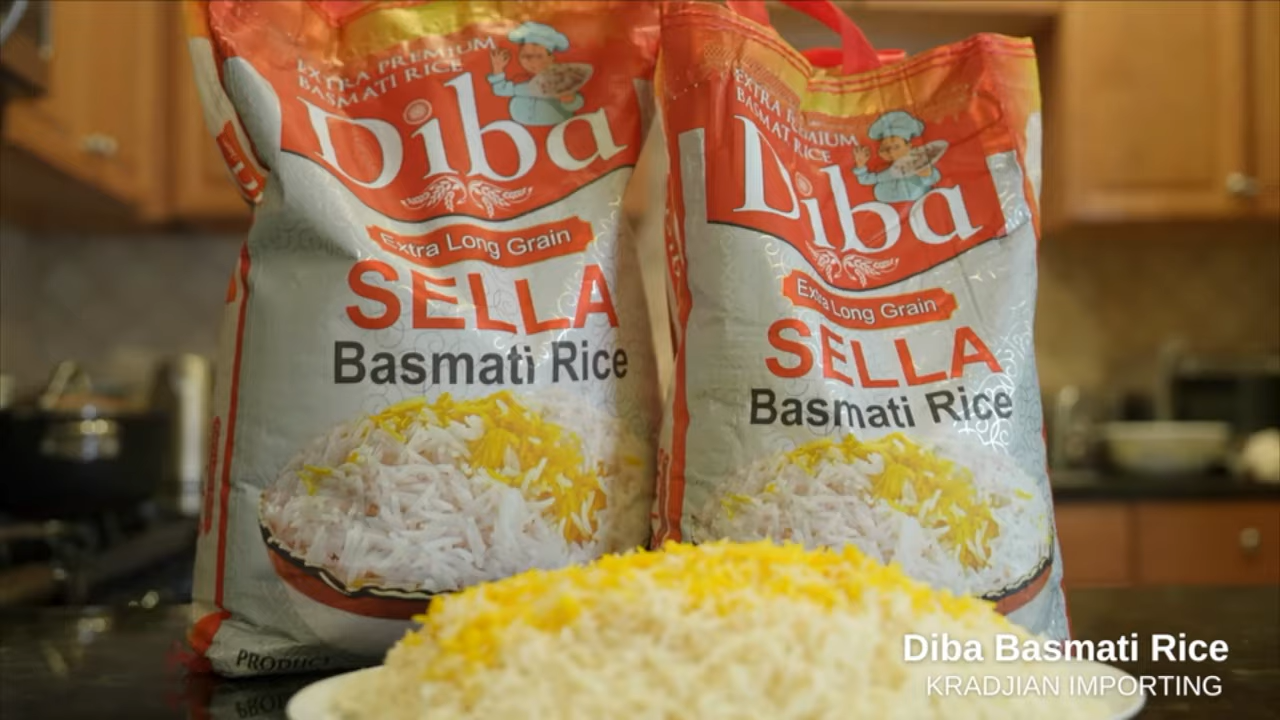 EXTRA PREMIUM
BASMATI RICE
Diba
Extra Long Grain
SELLA
Basmati Rice
PRODUCT
EXTRA PREMIUM
BASMATI RICE
Diba
Extra Long Grain
SELLA
Basmati Rice
Diba Basmati Rice
KRADJIAN IMPORTING